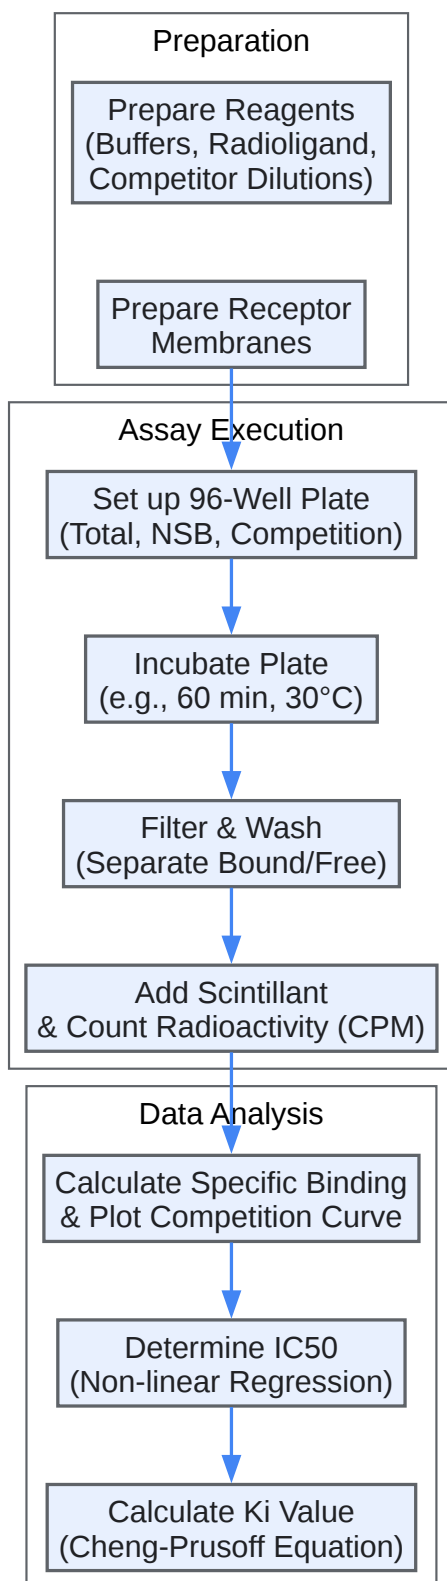 Preparation
Prepare Reagents
(Buffers, Radioligand,
Competitor Dilutions)
Prepare Receptor
Membranes
Assay Execution
Set up 96-Well Plate
(Total, NSB, Competition)
Incubate Plate
(e.g., 60 min, 30°C)
Filter & Wash
(Separate Bound/Free)
Add Scintillant
& Count Radioactivity (CPM)
Data Analysis
Calculate Specific Binding
& Plot Competition Curve
Determine IC50
(Non-linear Regression)
Calculate Ki Value
(Cheng-Prusoff Equation)